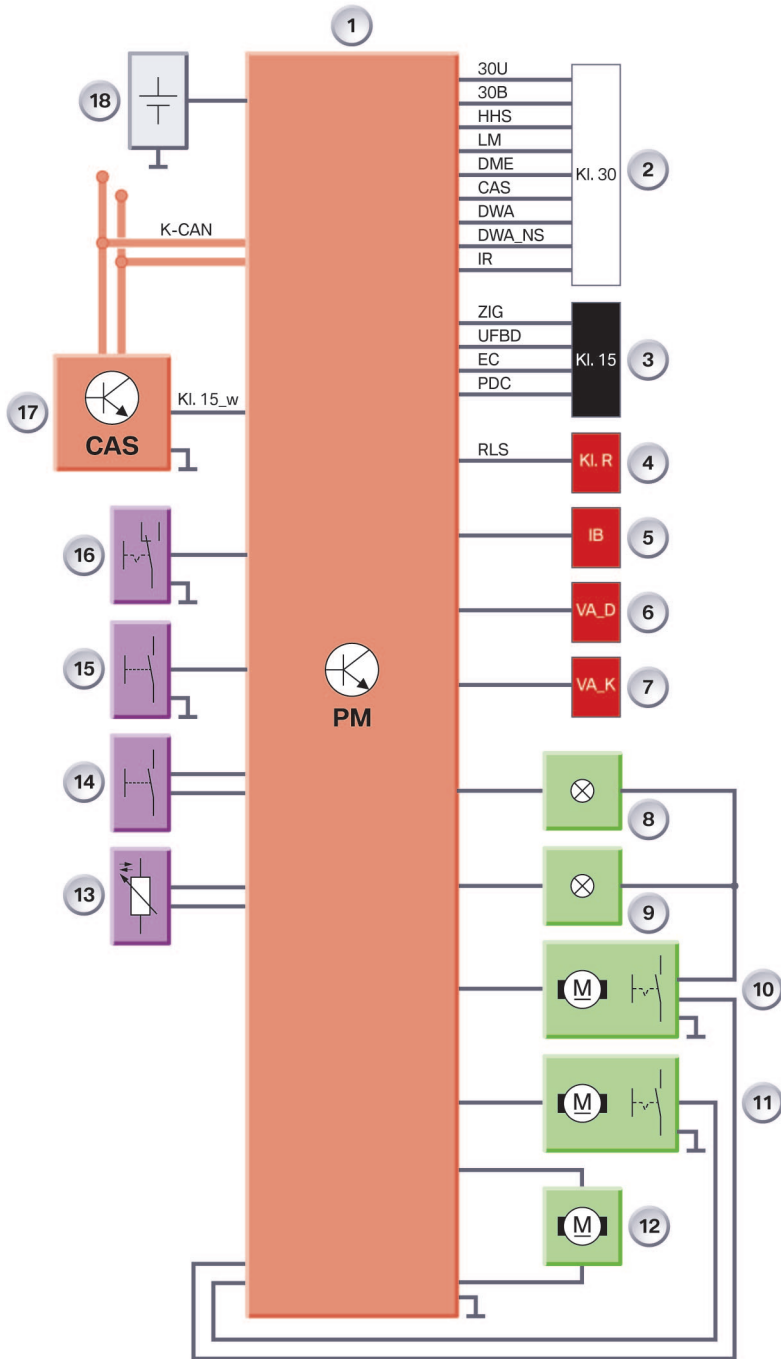 1
18
30U
30B
HHS
LM
DME
CAS
DWA
DWA_NS
IR
Kl. 30
2
K-CAN
ZIG
UFBD
EC
PDC
Kl. 15
3
17
CAS
Kl. 15_w
RLS
Kl. R
4
16
IB
5
15
VA_D
6
PM
VA_K
7
14
8
13
9
M
10
M
11
M
12